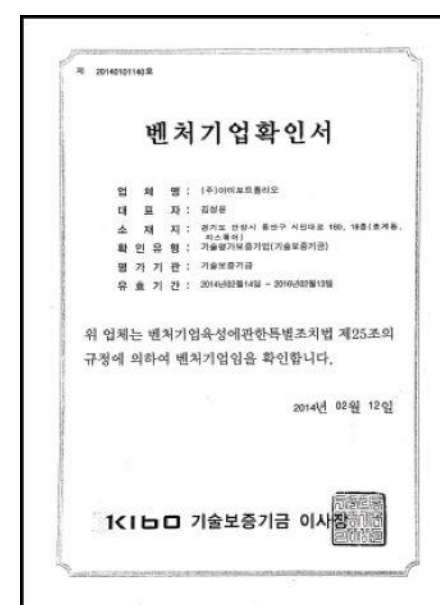 제 20140101140호
벤처기업확인서
업 체 명 : (주)아이포트폴리오
대 표 자 : 김성윤
소 재 지 : 경기도 안양시 동안구 시민대로 160, 18층(호계동,
확 인 유 형 : 기술평가보증기업(기술보증기금)
평 가 기 관 : 기술보증기금
유 효 기 간 : 2014년02월14일 ~ 2016년02월13일
위 업체는 벤처기업육성에관한특별조치법 제25조의
규정에 의하여 벤처기업임을 확인합니다.
2014년 02월 12일
KIBO 기술보증기금 이사장